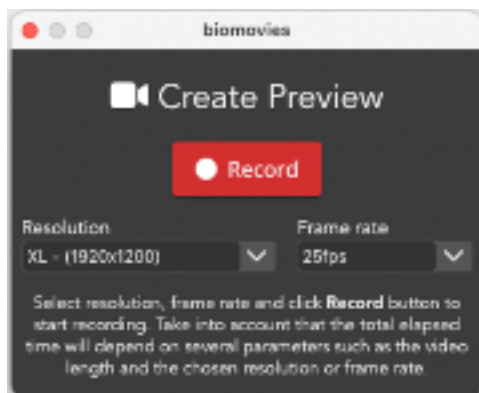 biomovies
Create Preview
Record
Resolution
Frame rate
XL - (1920x1200)
25fps
Select resolution, frame rate and click Record button to
start recording. Take into account that the total elapsed
time will depend on several parameters such as the video
length and the chosen resolution or frame rate.